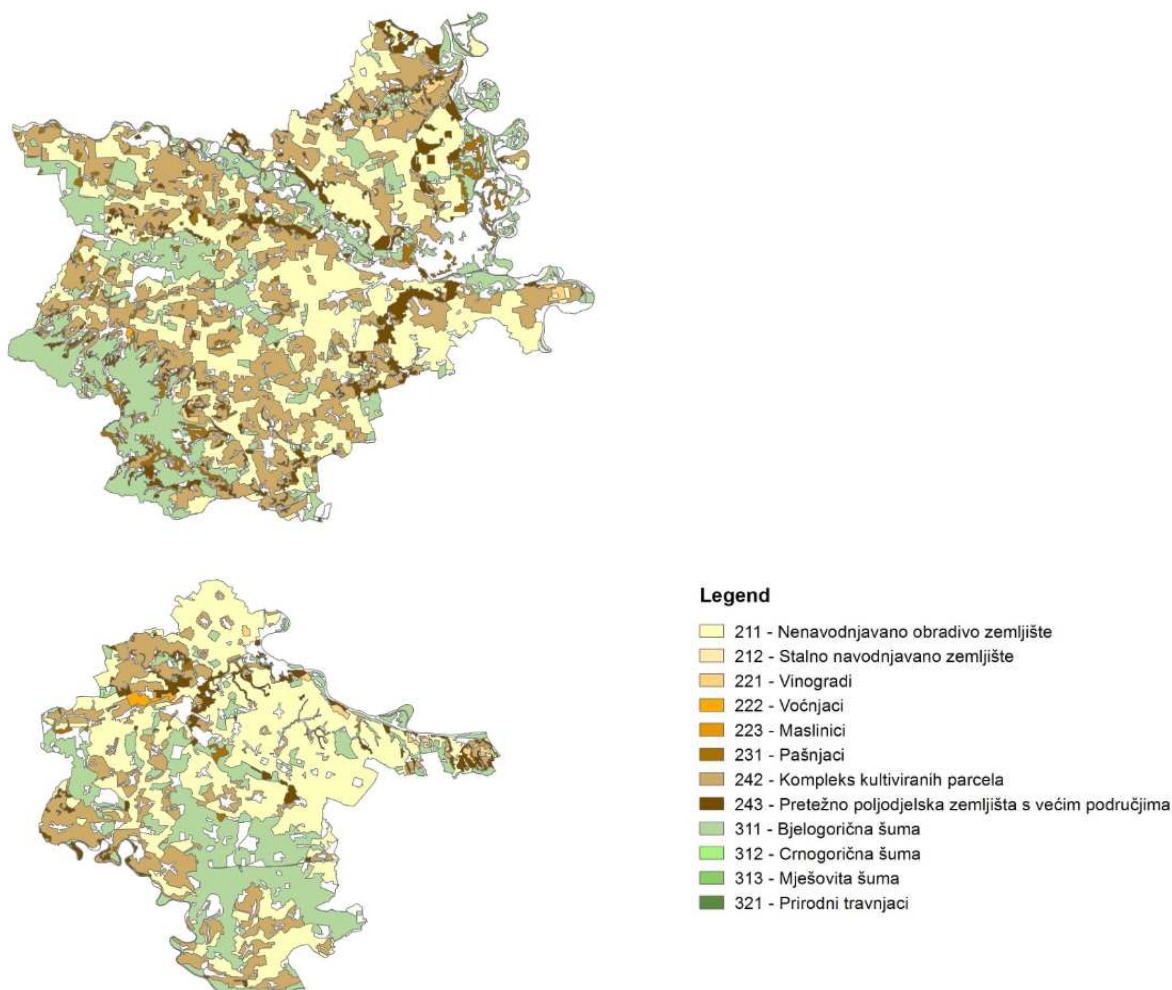 Legend
211 - Nenavodnjavano obradivo zemljište
212 - Stalno navodnjavano zemljište
221 - Vinogradi
222 - Voćnjaci
223 - Maslinici
231 - Pašnjaci
242 - Kompleks kultiviranih parcela
243 - Pretežno poljodjelska zemljišta s većim područjima
311 - Bjelogorična šuma
312 - Crnogorična šuma
313 - Mješovita šuma
321 - Prirodni travnjaci